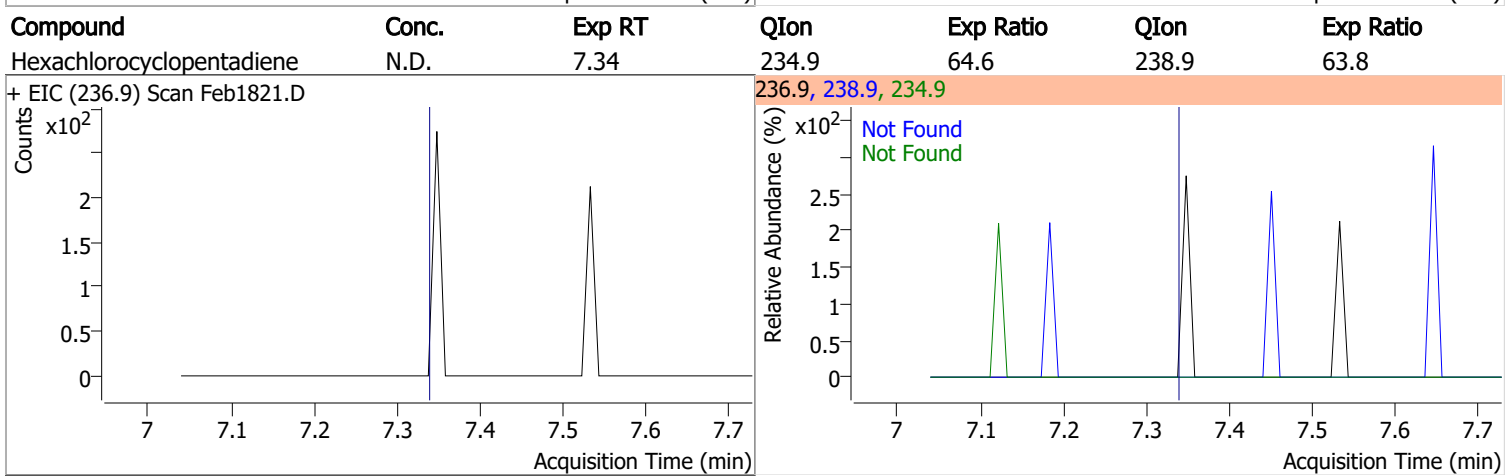 Compound Conc. Exp RT QIon Exp Ratio QIon Exp Ratio
Hexachlorocyclopentadiene N.D. 7.34 234.9 64.6 238.9 63.8
+ EIC (236.9) Scan Feb1821.D
Counts
x10²
2
1.5
1
0.5
0
7 7.1 7.2 7.3 7.4 7.5 7.6 7.7
Acquisition Time (min)
236.9, 238.9, 234.9
Relative Abundance (%)
x10²
Not Found
Not Found
2.5
2
1.5
1
0.5
0
7 7.1 7.2 7.3 7.4 7.5 7.6 7.7
Acquisition Time (min)